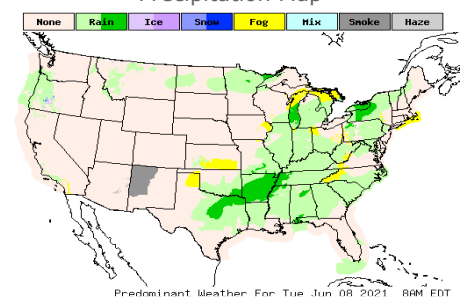 Precipitation Map
None Rain Ice Snow Fog Mix Smoke Haze
Predominant Weather For Tue Jun 08 2021 8AM EDT